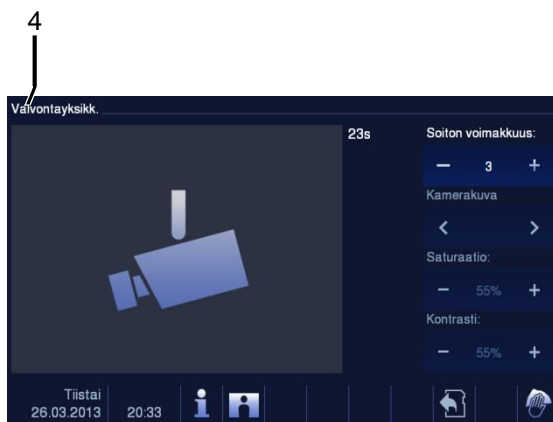 4
Valvontayksikk.
23s
Soiton voimakkuus:
− 3 +
Kamerakuva
< >
Saturaatio:
− 55% +
Kontrasti:
− 55% +
Tiistai
26.03.2013 20:33